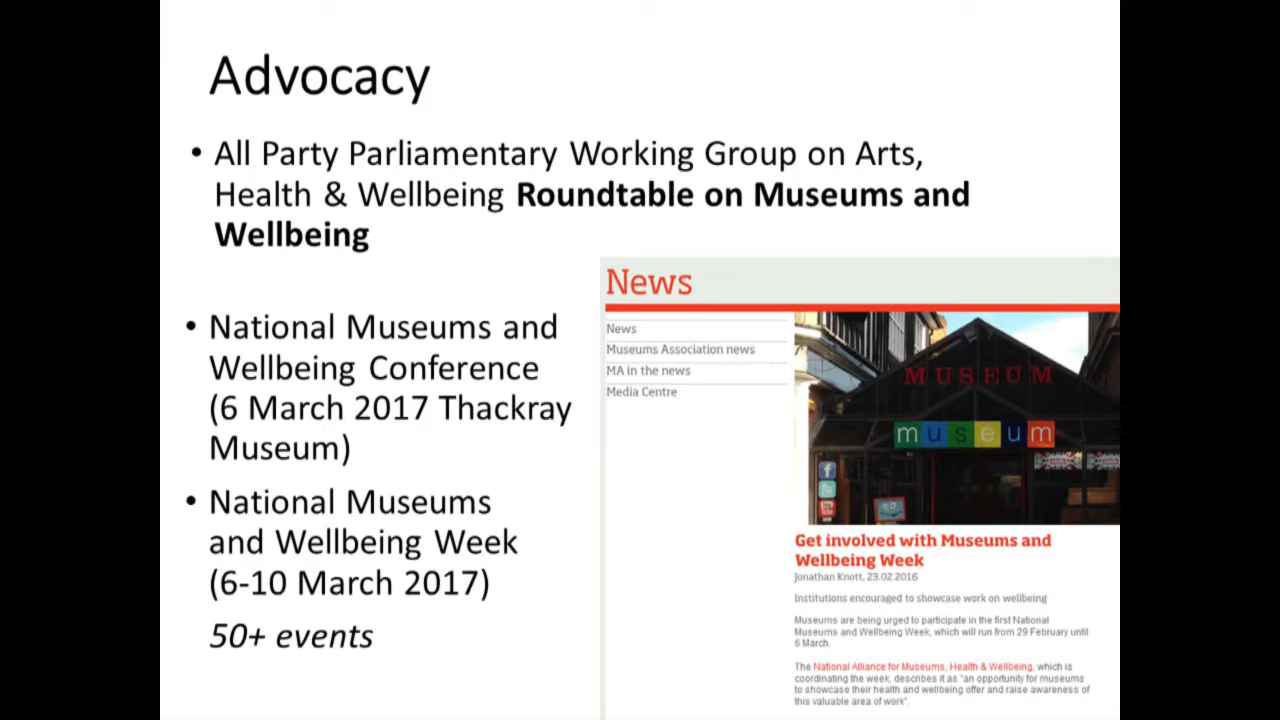 Advocacy
• All Party Parliamentary Working Group on Arts,
Health & Wellbeing Roundtable on Museums and
Wellbeing
• National Museums and
Wellbeing Conference
(6 March 2017 Thackray
Museum)
• National Museums
and Wellbeing Week
(6-10 March 2017)
50+ events
News
News
Museums Association news
MA in the news
Media Centre
MUSEUM
museum
Get involved with Museums and
Wellbeing Week
Jonathan Knott, 23.02.2016
Institutions encouraged to showcase work on wellbeing
Museums are being urged to participate in the first National
Museums and Wellbeing Week, which will run from 29 February until
6 March.
The National Alliance for Museums, Health & Wellbeing, which is
coordinating the week, describes it as "an opportunity for museums
to showcase their health and wellbeing offer and raise awareness of
this valuable area of work".